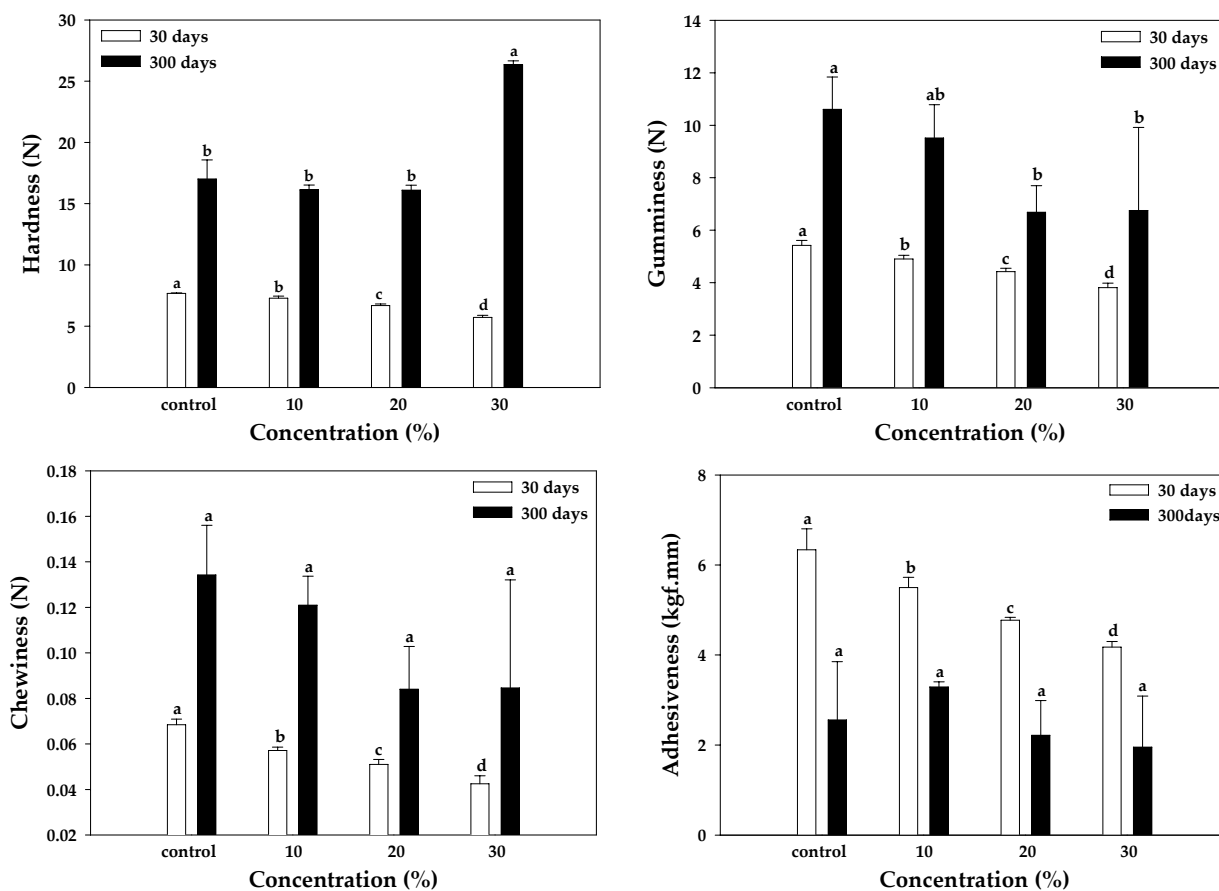 30 days
300 days
Hardness (N)
30
25
20
15
10
5
0
a
b
b
b
b
c
d
a
control
10
20
30
Concentration (%)
30 days
300 days
Gumminess (N)
14
12
10
8
6
4
2
0
a
a
b
ab
c
b
d
b
control
10
20
30
Concentration (%)
30 days
300 days
Chewiness (N)
0.18
0.16
0.14
0.12
0.10
0.08
0.06
0.04
0.02
a
a
b
a
c
a
d
a
control
10
20
30
Concentration (%)
30 days
300days
Adhesiveness (kgf.mm)
8
6
4
2
0
a
a
b
a
c
a
d
a
control
10
20
30
Concentration (%)